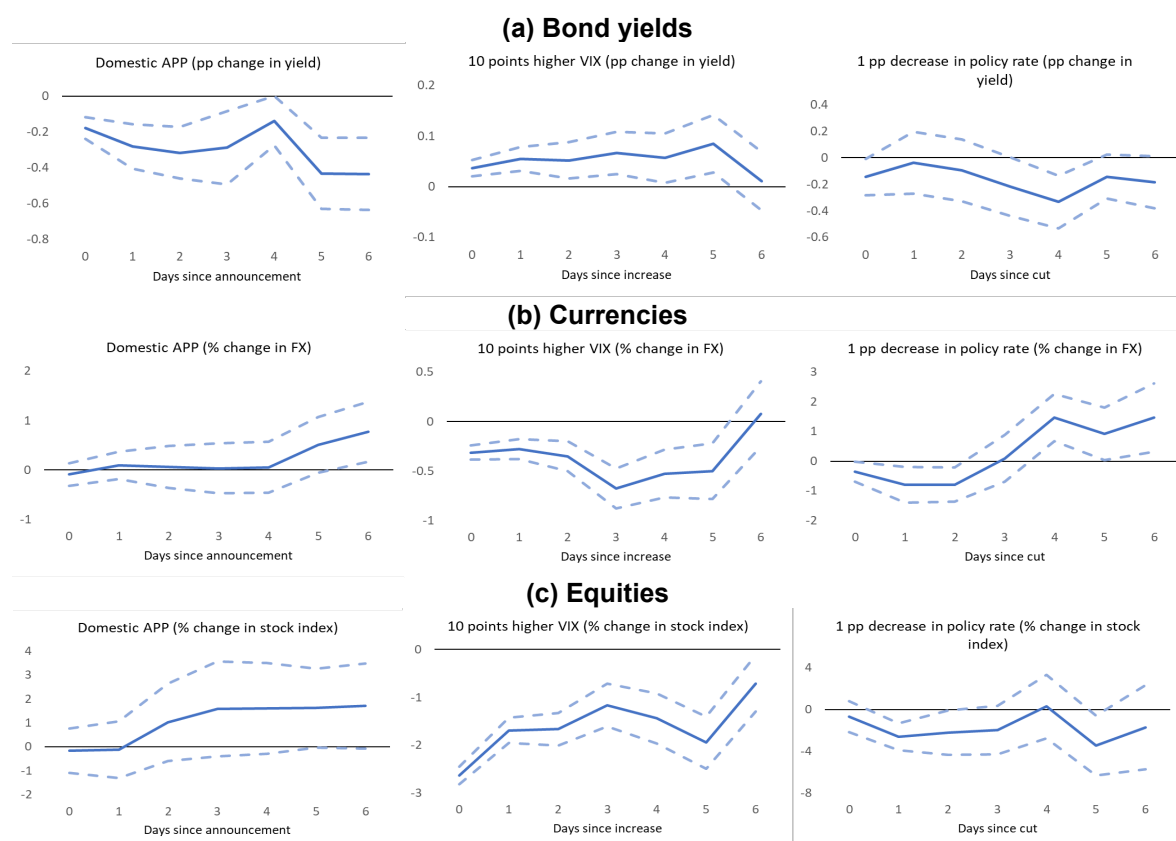 (a) Bond yields
Domestic APP (pp change in yield)
0
-0.2
-0.4
-0.6
-0.8
0 1 2 3 4 5 6
Days since announcement
10 points higher VIX (pp change in yield)
0.2
0.1
0
-0.1
0 1 2 3 4 5 6
Days since increase
1 pp decrease in policy rate (pp change in
yield)
0.4
0.2
0
-0.2
-0.4
-0.6
0 1 2 3 4 5 6
Days since cut
(b) Currencies
Domestic APP (% change in FX)
2
1
0
-1
0 1 2 3 4 5 6
Days since announcement
10 points higher VIX (% change in FX)
0.5
0
-0.5
-1
0 1 2 3 4 5 6
Days since increase
1 pp decrease in policy rate (% change in FX)
3
2
1
0
-1
-2
0 1 2 3 4 5 6
Days since cut
(c) Equities
Domestic APP (% change in stock index)
4
3
2
1
0
-1
-2
0 1 2 3 4 5 6
Days since announcement
10 points higher VIX (% change in stock index)
0
-1
-2
-3
0 1 2 3 4 5 6
Days since increase
1 pp decrease in policy rate (% change in stock
index)
4
0
-4
-8
0 1 2 3 4 5 6
Days since cut